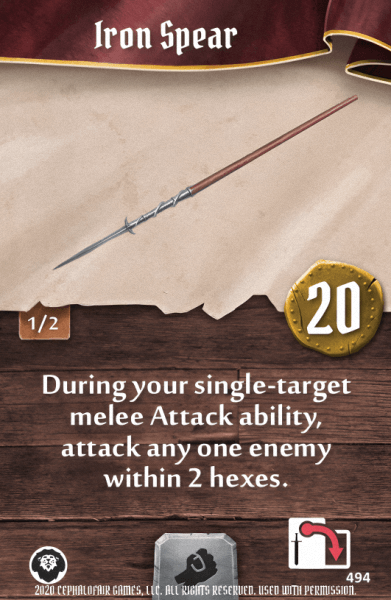 Iron Spear
20
1/2
During your single-target
melee Attack ability,
attack any one enemy
within 2 hexes.
494
2020 CEPHALOFAIR GAMES, LLC. ALL RIGHTS RESERVED. USED WITH PERMISSION.